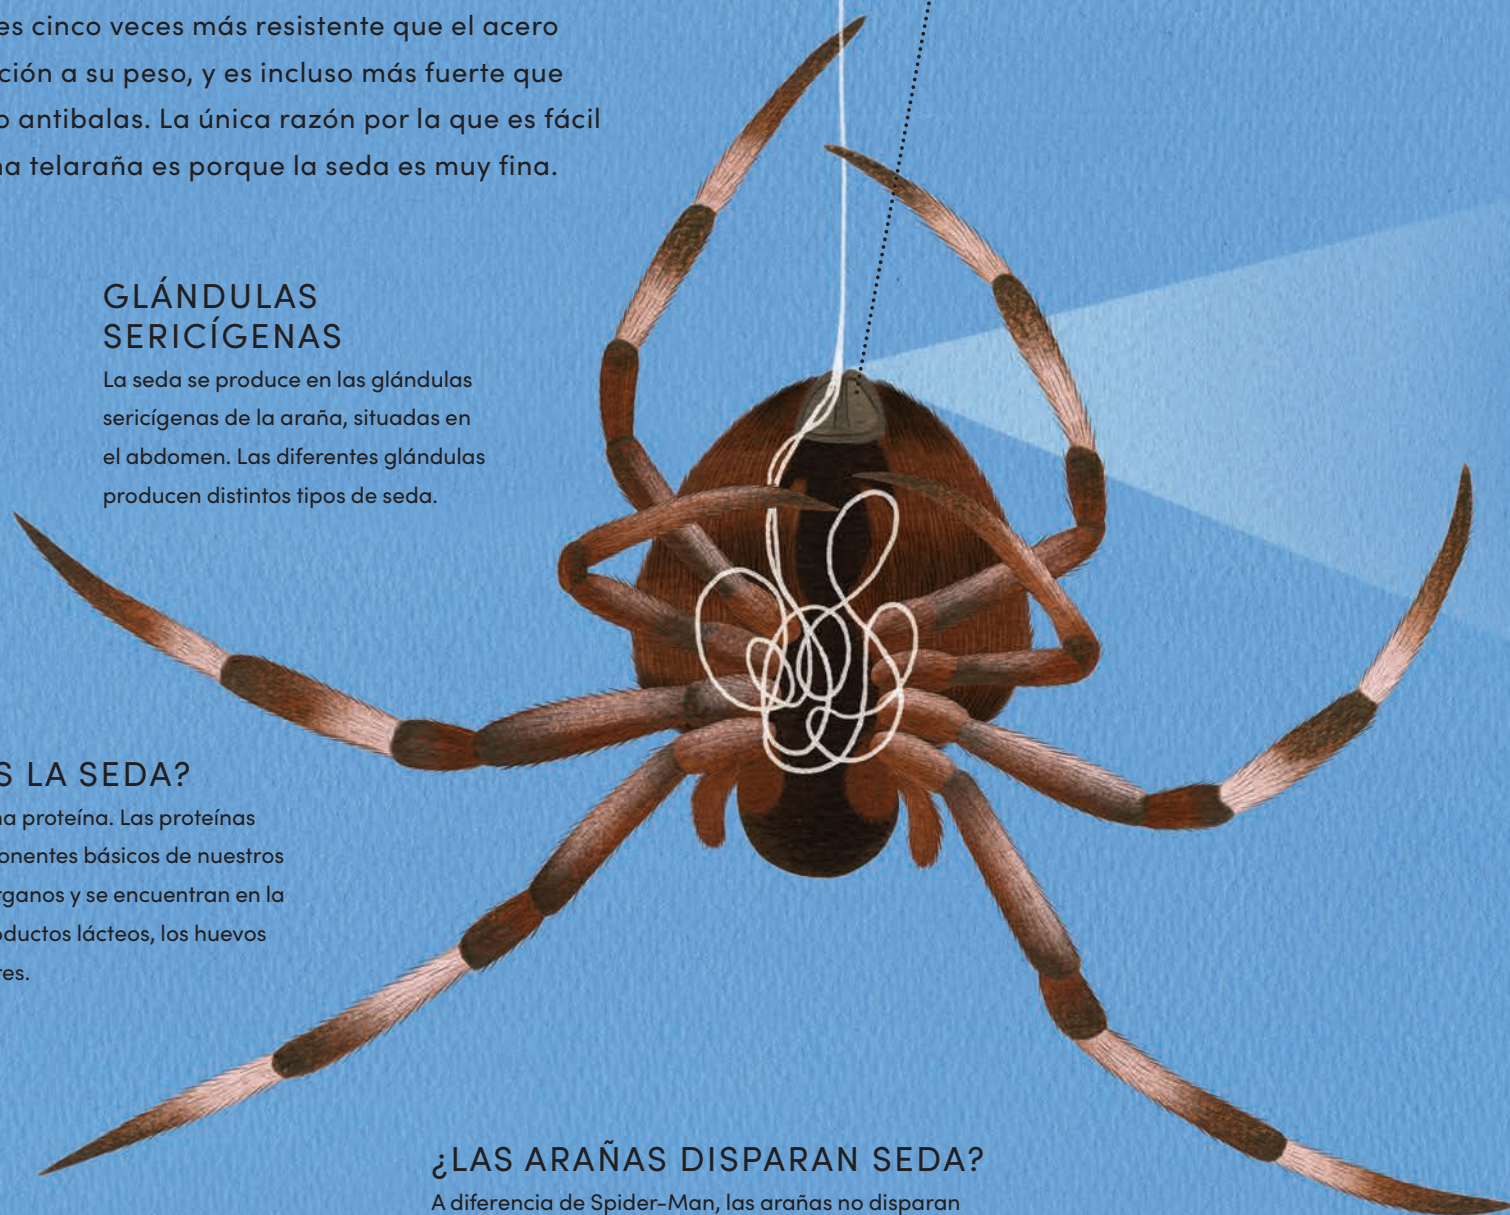 es cinco veces más resistente que el acero
ción a su peso, y es incluso más fuerte que
o antibalas. La única razón por la que es fácil
na telaraña es porque la seda es muy fina.
GLÁNDULAS
SERICÍGENAS
La seda se produce en las glándulas
sericígenas de la araña, situadas en
el abdomen. Las diferentes glándulas
producen distintos tipos de seda.
S LA SEDA?
na proteína. Las proteínas
onentes básicos de nuestros
rganos y se encuentran en la
oductos lácteos, los huevos
res.
¿LAS ARAÑAS DISPARAN SEDA?
A diferencia de Spider-Man, las arañas no disparan